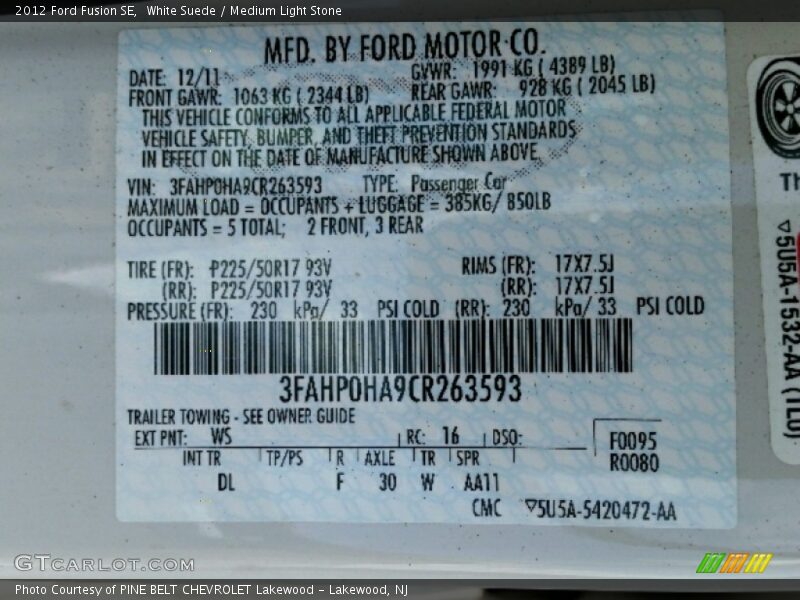 2012 Ford Fusion SE,  White Suede / Medium Light Stone
MFD. BY FORD MOTOR CO.
DATE: 12/11 GVWR: 1991 KG ( 4389 LB)
FRONT GAWR: 1063 KG ( 2344 LB) REAR GAWR: 928 KG ( 2045 LB)
THIS VEHICLE CONFORMS TO ALL APPLICABLE FEDERAL MOTOR
VEHICLE SAFETY, BUMPER, AND THEFT PREVENTION STANDARDS
IN EFFECT ON THE DATE OF MANUFACTURE SHOWN ABOVE.
VIN: 3FAHP0HA9CR263593 TYPE: Passenger Car
MAXIMUM LOAD = OCCUPANTS + LUGGAGE = 385KG/ 850LB
OCCUPANTS = 5 TOTAL; 2 FRONT, 3 REAR
TIRE (FR): P225/50R17 93V RIMS (FR): 17X7.5J
(RR): P225/50R17 93V (RR): 17X7.5J
PRESSURE (FR): 230 kPa/ 33 PSI COLD (RR): 230 kPa/ 33 PSI COLD
3FAHP0HA9CR263593
TRAILER TOWING - SEE OWNER GUIDE
EXT PNT: WS RC: 16 DSO: F0095
R0080
INT TR TP/PS R AXLE TR SPR
DL F 30 W AA11
CMC ▽5U5A-5420472-AA
▽5U5A-1532-AA (TL0)
GTCARLOT.COM
Photo Courtesy of PINE BELT CHEVROLET Lakewood - Lakewood, NJ